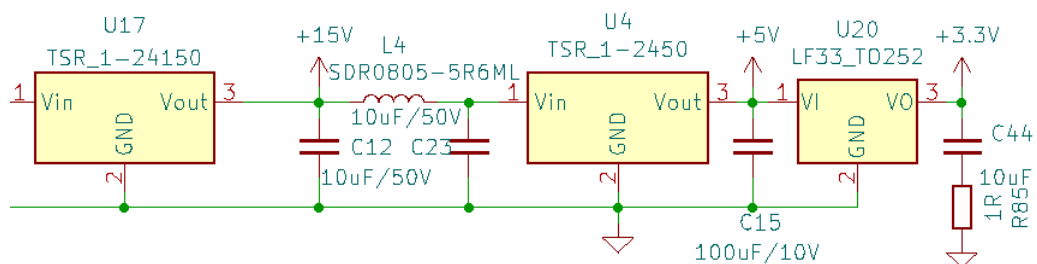 U17
TSR_1-24150
+15V
L4
SDR0805-5R6ML
U4
TSR_1-2450
+5V
U20
LF33_TO252
+3.3V
1
Vin
Vout
3
GND
2
10uF/50V
C12
C23
10uF/50V
1
Vin
Vout
3
GND
2
C15
100uF/10V
1
VI
VO
3
GND
2
C44
10uF
1R
R85